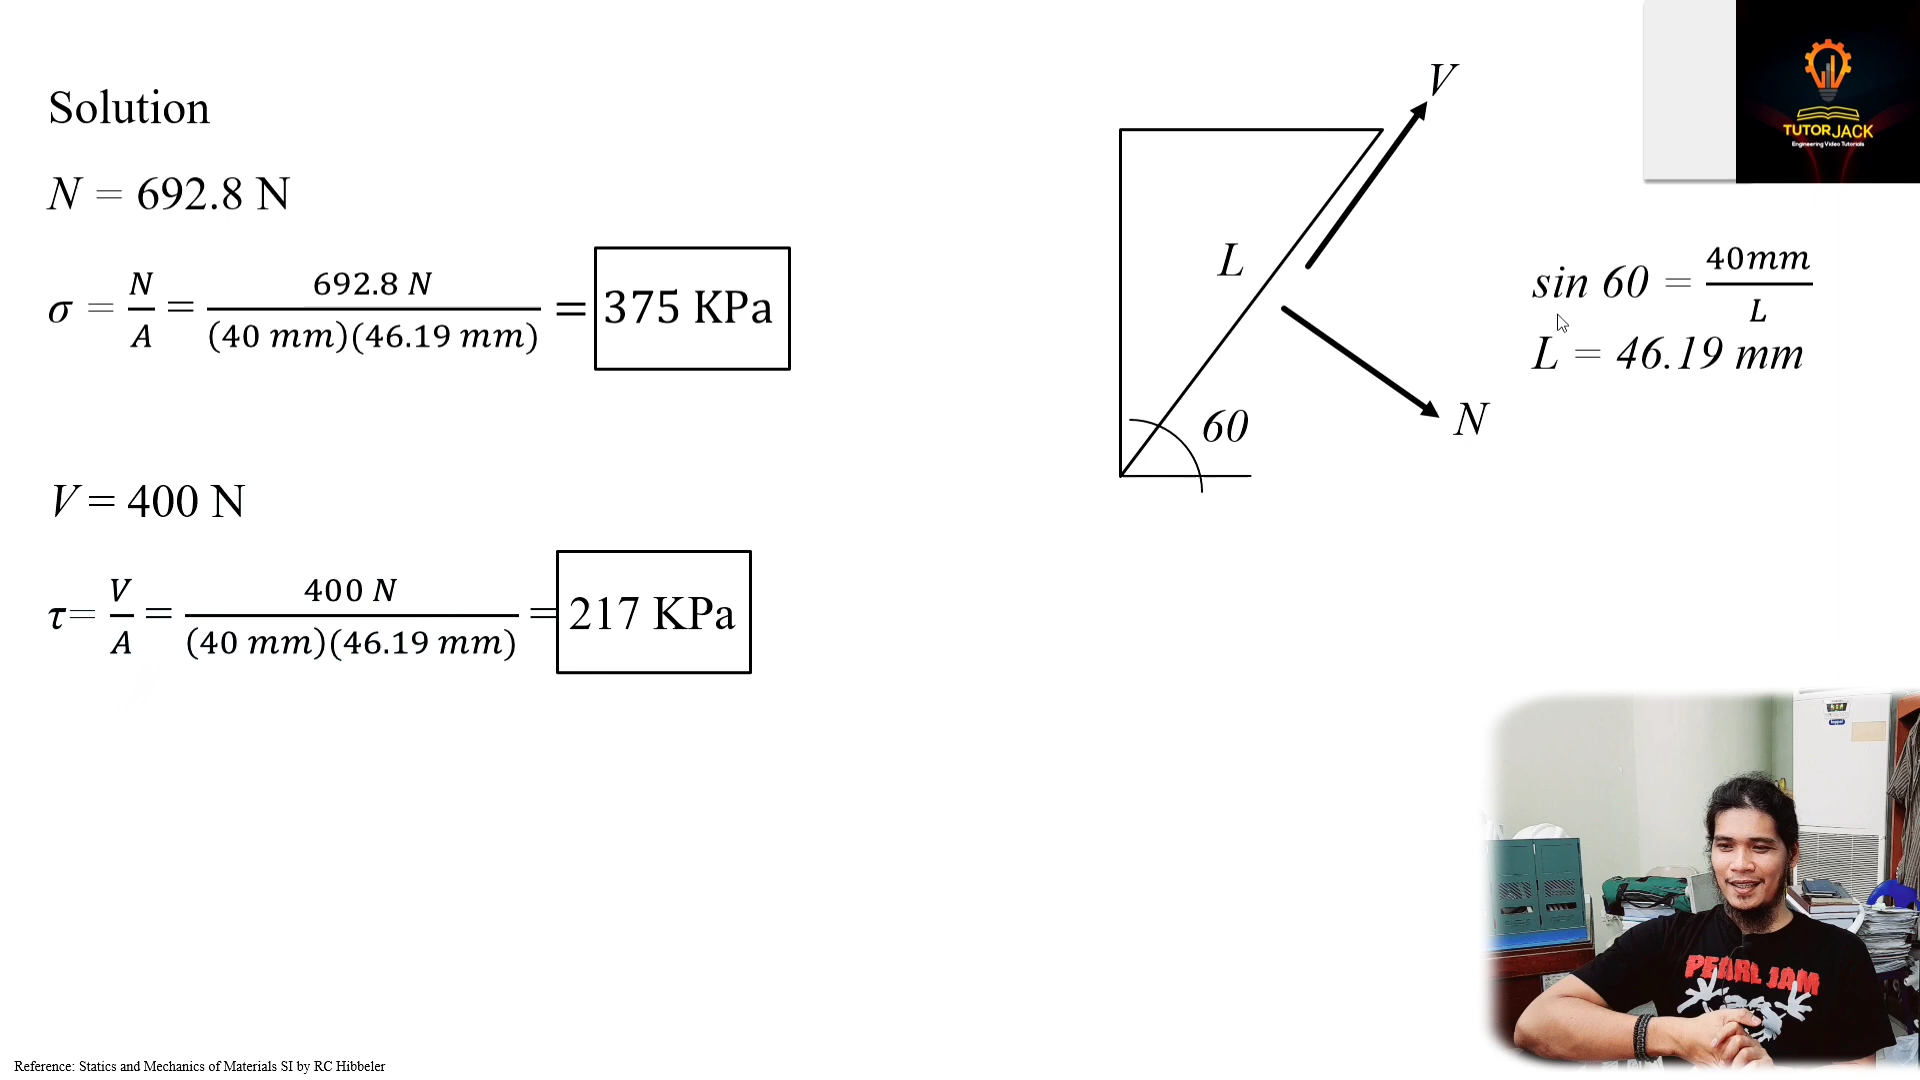 Solution
N = 692.8 N
σ = N/A = 692.8 N/(40 mm)(46.19 mm) = 375 KPa
V = 400 N
τ= V/A = 400 N/(40 mm)(46.19 mm) = 217 KPa
V
L
60
N
sin 60 = 40mm/L
L = 46.19 mm
TUTORJACK
Engineering Video Tutorials
PEARL JAM
Reference: Statics and Mechanics of Materials SI by RC Hibbeler